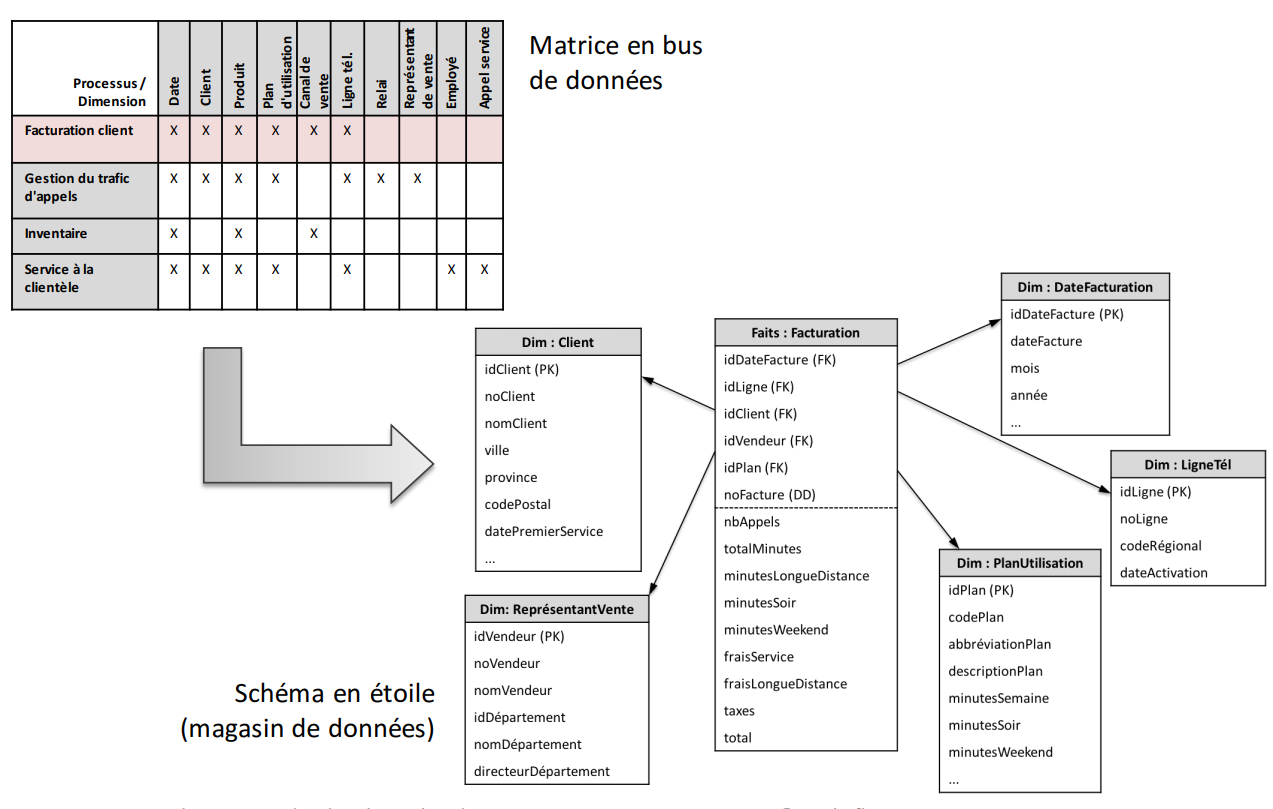 Matrice en bus
de données
Processus /
Dimension
Date
Client
Produit
Plan
d'utilisation
Canal de
vente
Ligne tél.
Relai
Représentant
de vente
Employé
Appel service
Facturation client X X X X X X
Gestion du trafic
d'appels
X X X X X X X
Inventaire X X X
Service à la
clientèle
X X X X X X X
Dim : Client
idClient (PK)
noClient
nomClient
ville
province
codePostal
datePremierService
...
Dim: ReprésentantVente
idVendeur (PK)
noVendeur
nomVendeur
idDépartement
nomDépartement
directeurDépartement
Faits : Facturation
idDateFacture (FK)
idLigne (FK)
idClient (FK)
idVendeur (FK)
idPlan (FK)
noFacture (DD)
nbAppels
totalMinutes
minutesLongueDistance
minutesSoir
minutesWeekend
fraisService
fraisLongueDistance
taxes
total
Dim : DateFacturation
idDateFacture (PK)
dateFacture
mois
année
...
Dim : LigneTél
idLigne (PK)
noLigne
codeRégional
dateActivation
Dim : PlanUtilisation
idPlan (PK)
codePlan
abbréviationPlan
descriptionPlan
minutesSemaine
minutesSoir
minutesWeekend
...
Schéma en étoile
(magasin de données)